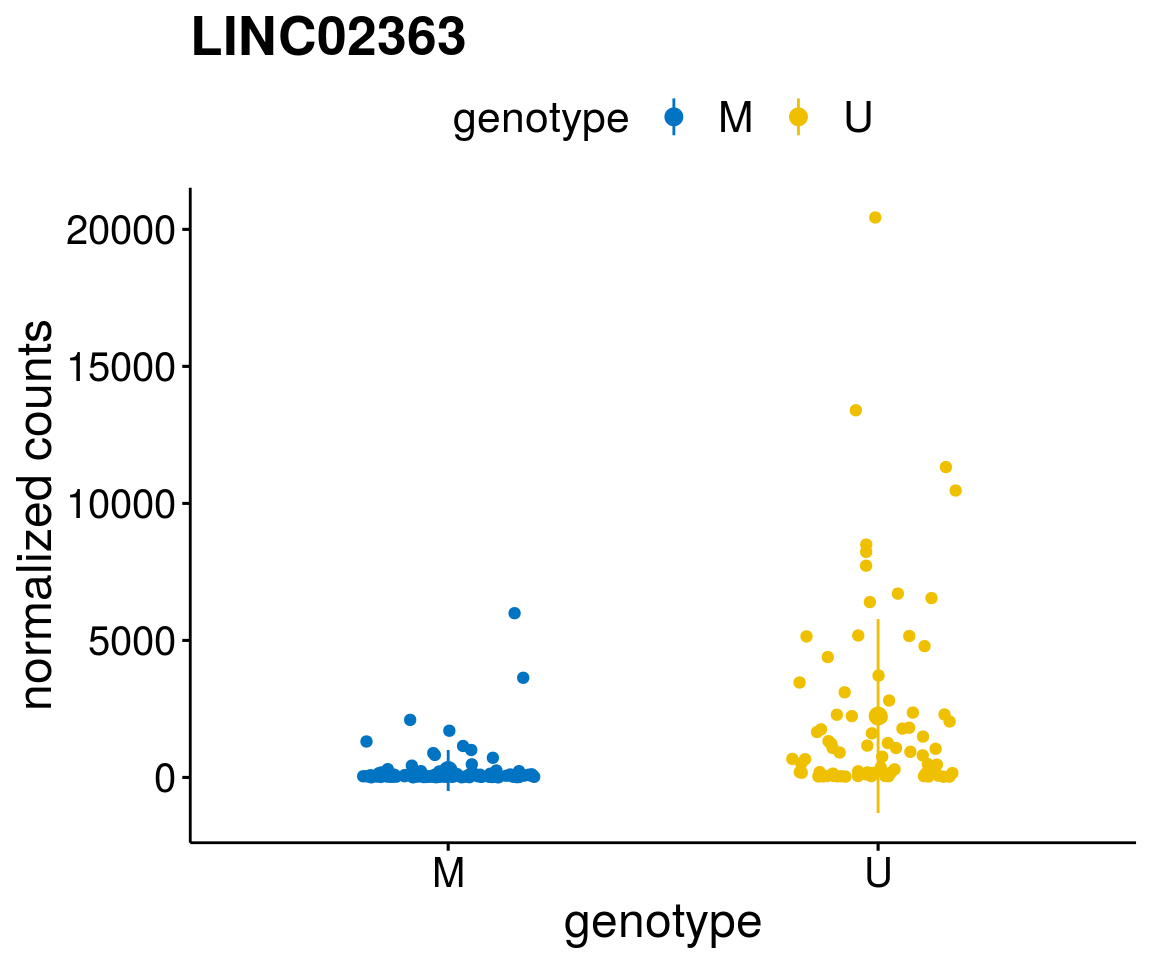 LINC02363
genotype M U
20000
15000
10000
5000
0
normalized counts
M U
genotype